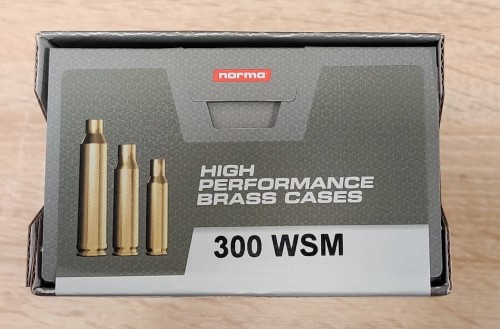 norma
HIGH
PERFORMANCE
BRASS CASES
300 WSM